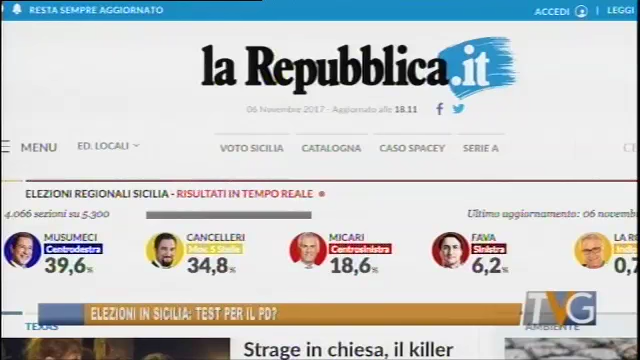 RESTA SEMPRE AGGIORNATO
ACCEDI | LEGGI
la Repubblica.it
06 Novembre 2017 - Aggiornato alle 18.11
MENU ED. LOCALI VOTO SICILIA CATALOGNA CASO SPACEY SERIE A
ELEZIONI REGIONALI SICILIA - RISULTATI IN TEMPO REALE
4.066 sezioni su 5.300 Ultimo aggiornamento: 06 novemb
MUSUMECI CANCELLERI MICARI FAVA LA RO
Centrodestra Mov. 5 Stelle Centrosinistra Sinistra Indi
39,6% 34,8% 18,6% 6,2% 0,7
ELEZIONI IN SICILIA: TEST PER IL PD?
TVG
TEXAS AMBIENTE
Strage in chiesa, il killer